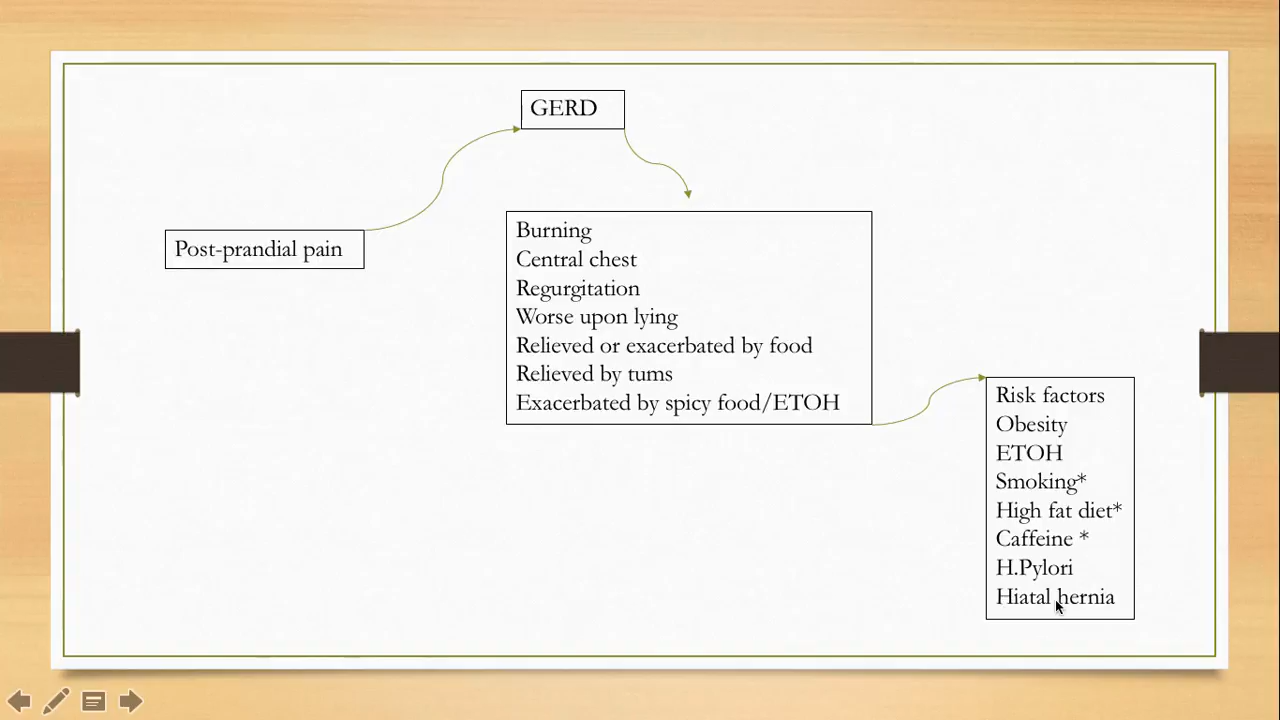 GERD
Post-prandial pain
Burning
Central chest
Regurgitation
Worse upon lying
Relieved or exacerbated by food
Relieved by tums
Exacerbated by spicy food/ETOH
Risk factors
Obesity
ETOH
Smoking*
High fat diet*
Caffeine *
H.Pylori
Hiatal hernia